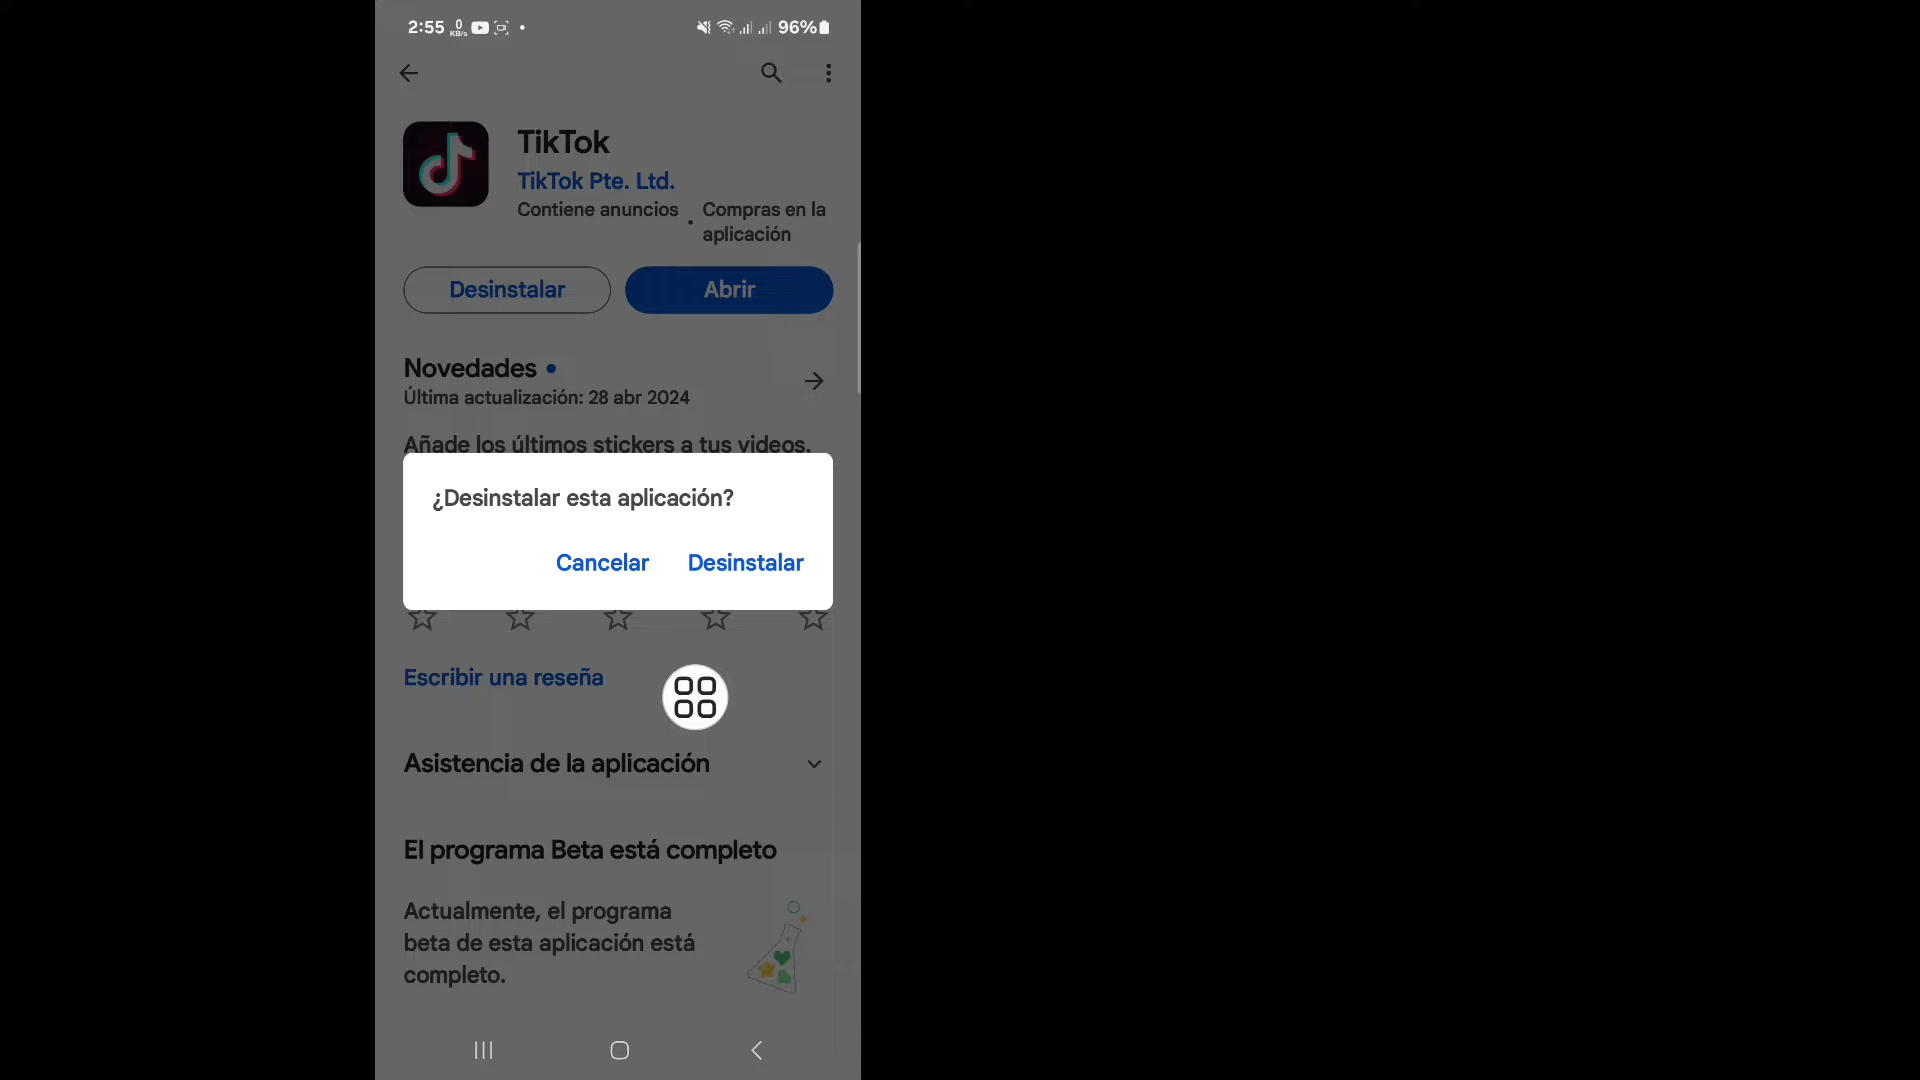 2:55 0 KB/s 96%
TikTok
TikTok Pte. Ltd.
Contiene anuncios • Compras en la
aplicación
Desinstalar Abrir
Novedades •
Última actualización: 28 abr 2024
Añade los últimos stickers a tus videos.
¿Desinstalar esta aplicación?
Cancelar Desinstalar
Escribir una reseña
Asistencia de la aplicación
El programa Beta está completo
Actualmente, el programa
beta de esta aplicación está
completo.